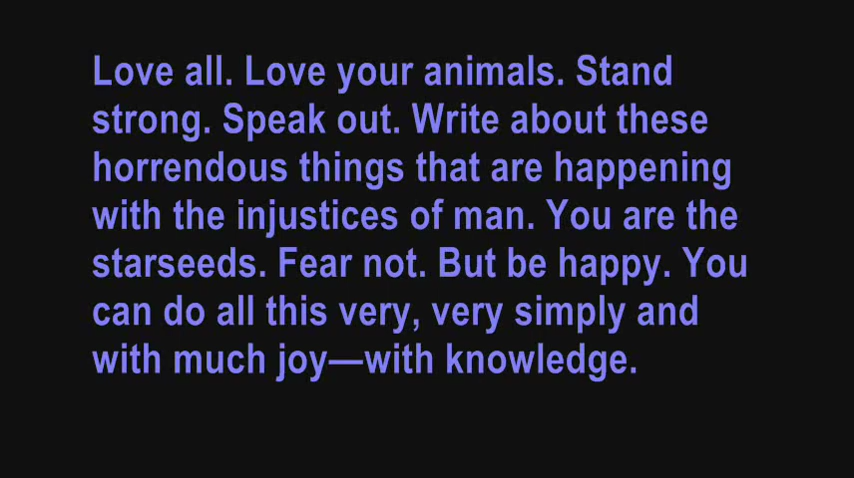 Love all. Love your animals. Stand
strong. Speak out. Write about these
horrendous things that are happening
with the injustices of man. You are the
starseeds. Fear not. But be happy. You
can do all this very, very simply and
with much joy—with knowledge.